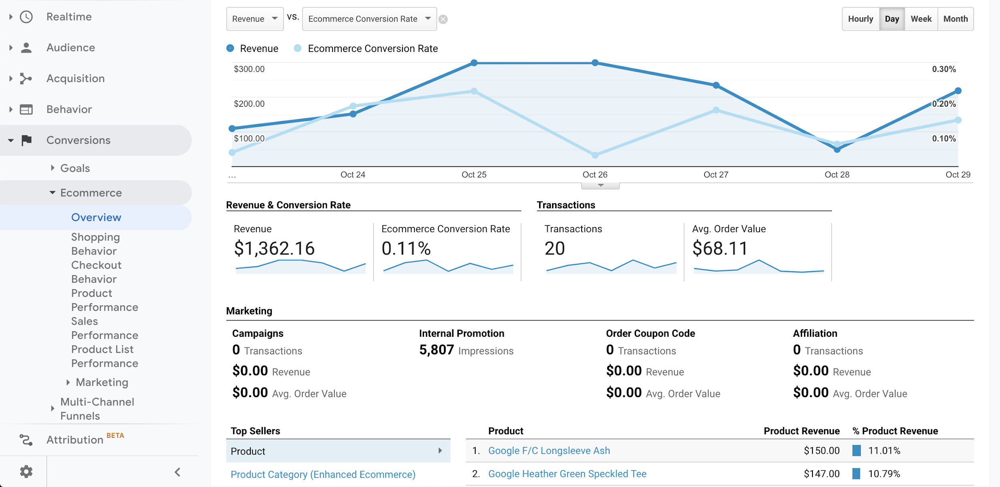 Realtime
Audience
Acquisition
Behavior
Conversions
Goals
Ecommerce
Overview
Shopping
Behavior
Checkout
Behavior
Product
Performance
Sales
Performance
Product List
Performance
Marketing
Multi-Channel
Funnels
Attribution BETA
Revenue vs. Ecommerce Conversion Rate
Hourly Day Week Month
Revenue Ecommerce Conversion Rate
$300.00 0.30%
$200.00 0.20%
$100.00 0.10%
... Oct 24 Oct 25 Oct 26 Oct 27 Oct 28 Oct 29
Revenue & Conversion Rate Transactions
Revenue Ecommerce Conversion Rate Transactions Avg. Order Value
$1,362.16 0.11% 20 $68.11
Marketing
Campaigns Internal Promotion Order Coupon Code Affiliation
0 Transactions 5,807 Impressions 0 Transactions 0 Transactions
$0.00 Revenue $0.00 Revenue $0.00 Revenue
$0.00 Avg. Order Value $0.00 Avg. Order Value $0.00 Avg. Order Value
Top Sellers Product Product Revenue % Product Revenue
Product 1. Google F/C Longsleeve Ash $150.00 11.01%
Product Category (Enhanced Ecommerce) 2. Google Heather Green Speckled Tee $147.00 10.79%